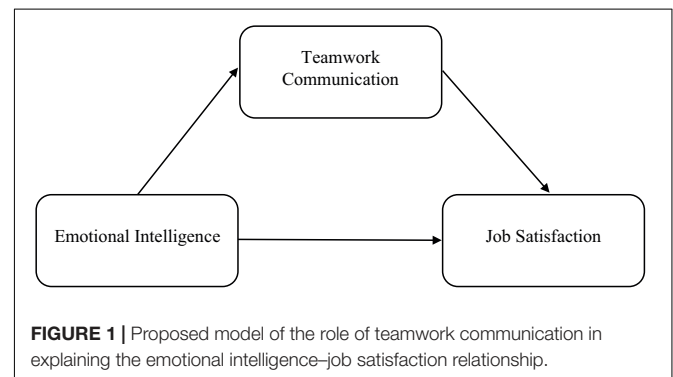 Teamwork
Communication
Emotional Intelligence
Job Satisfaction
FIGURE 1 | Proposed model of the role of teamwork communication in
explaining the emotional intelligence–job satisfaction relationship.